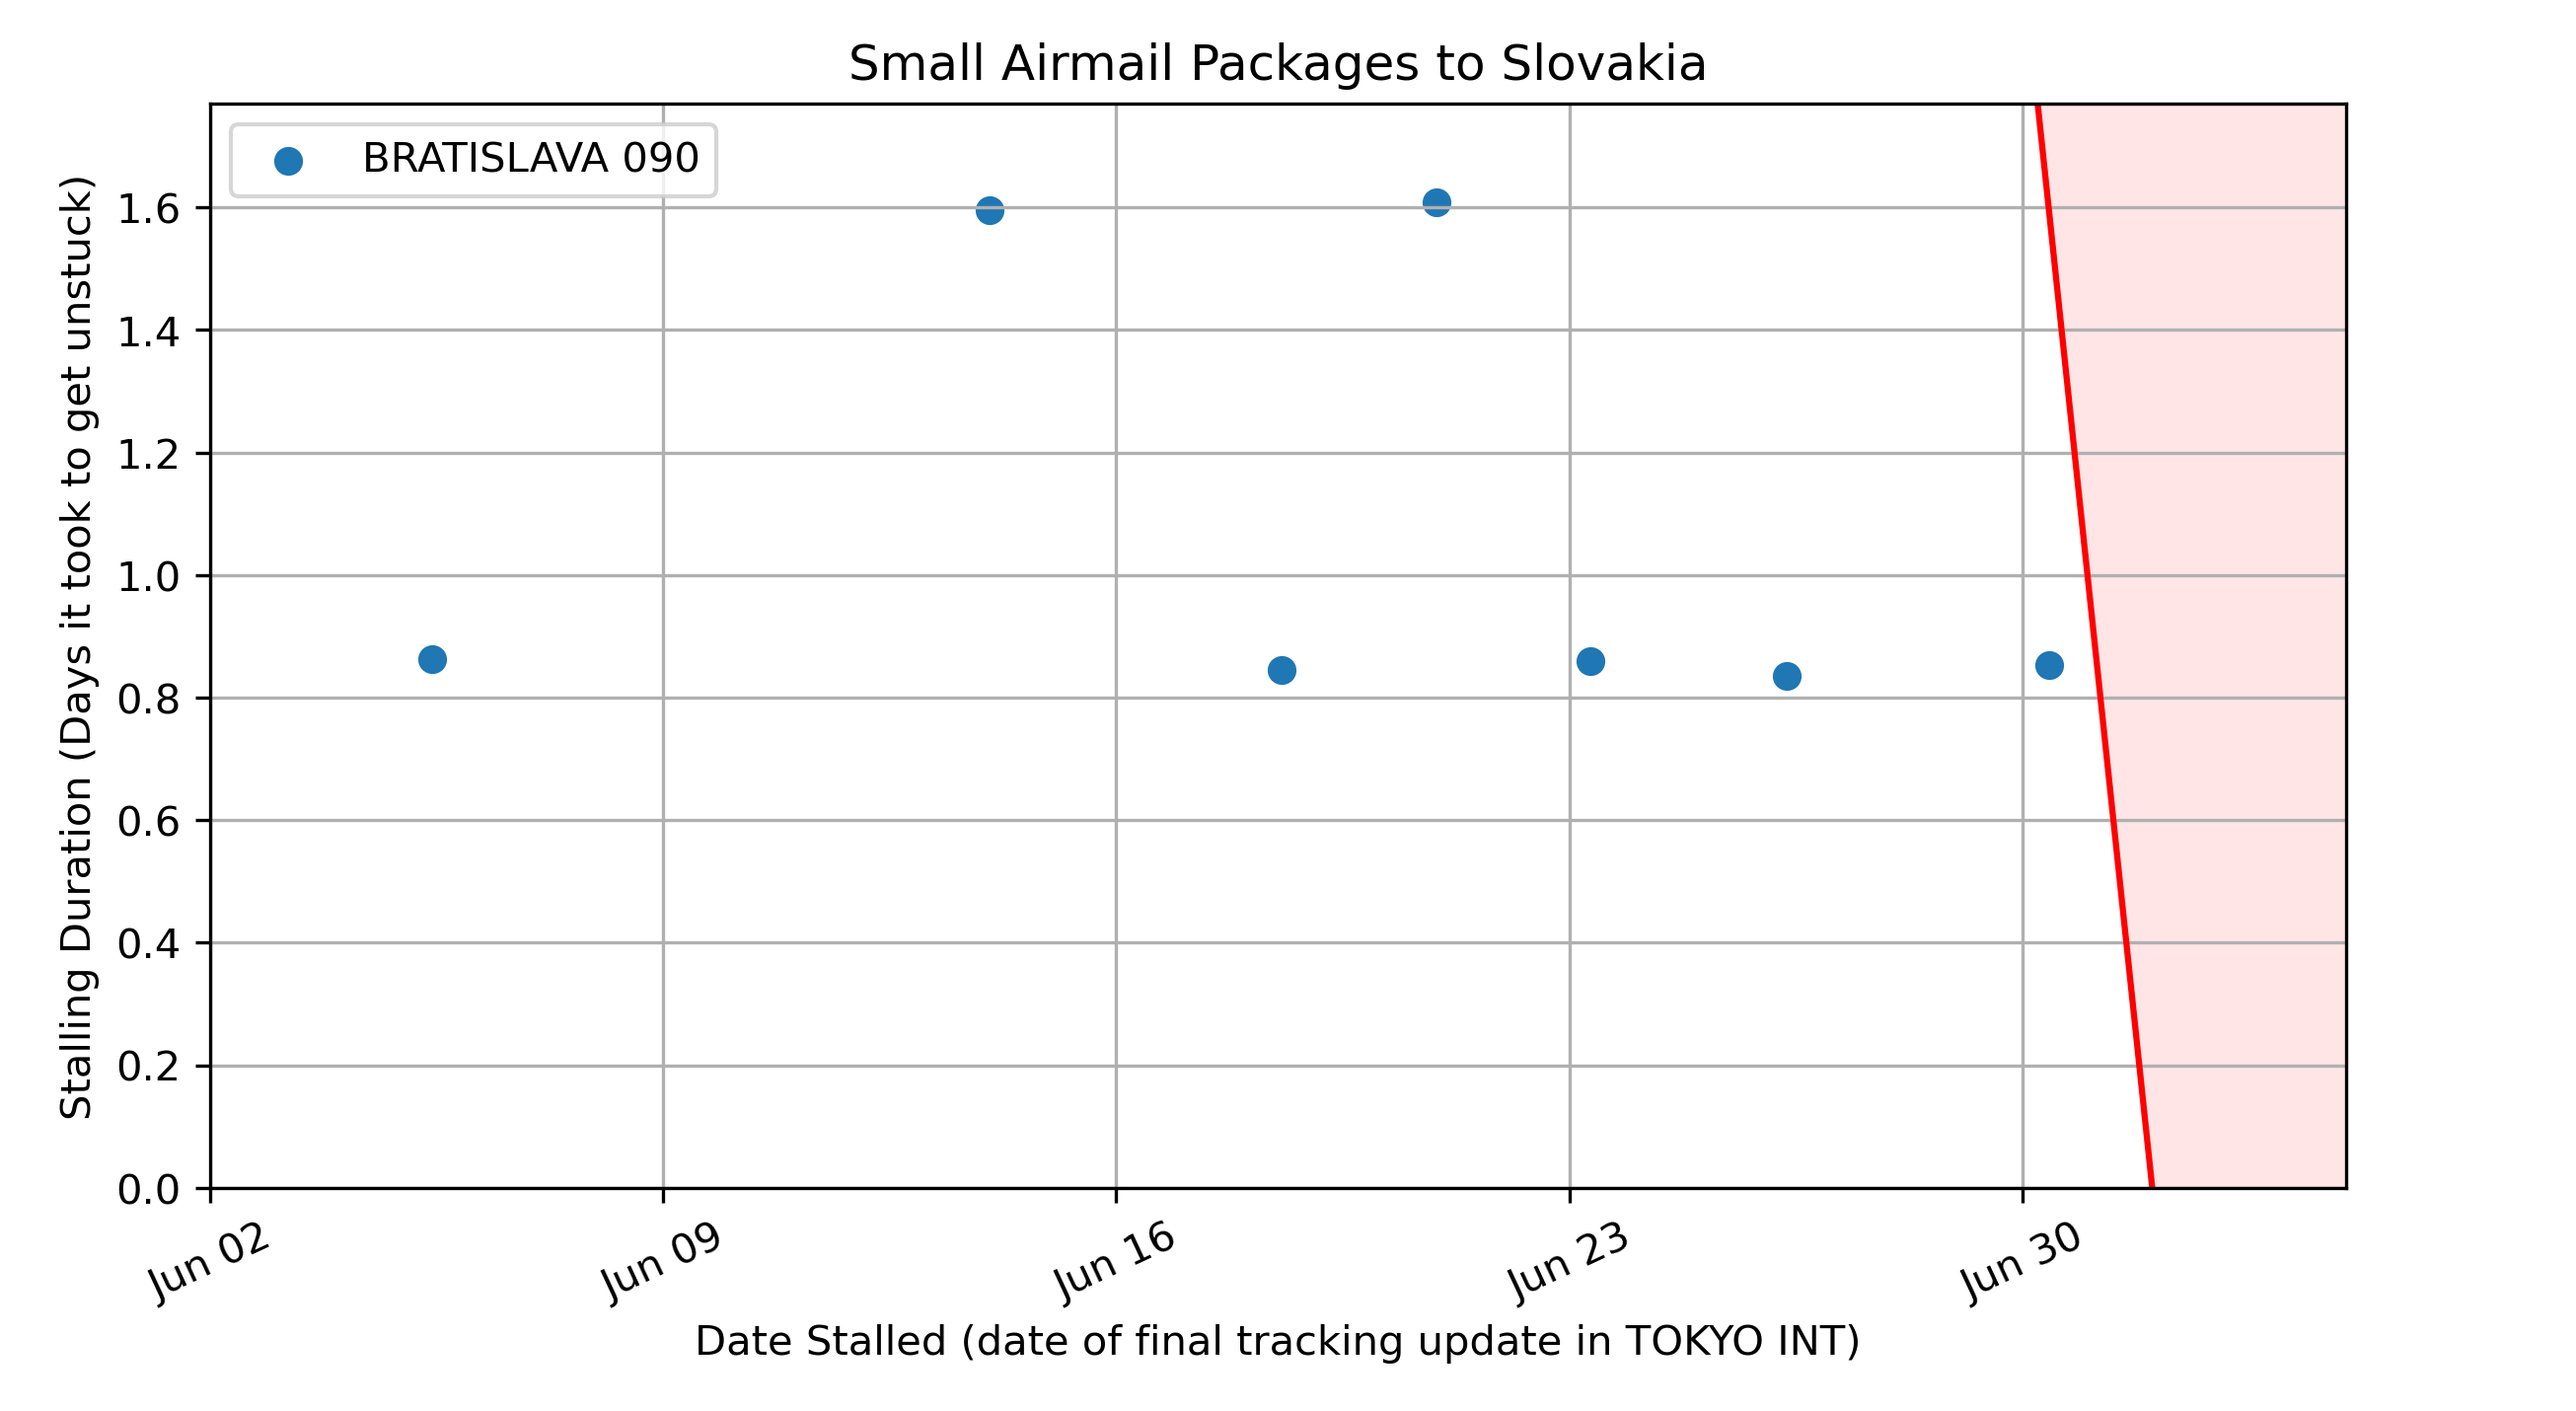 Small Airmail Packages to Slovakia
BRATISLAVA 090
Stalling Duration (Days it took to get unstuck)
1.6
1.4
1.2
1.0
0.8
0.6
0.4
0.2
0.0
Jun 02
Jun 09
Jun 16
Jun 23
Jun 30
Date Stalled (date of final tracking update in TOKYO INT)